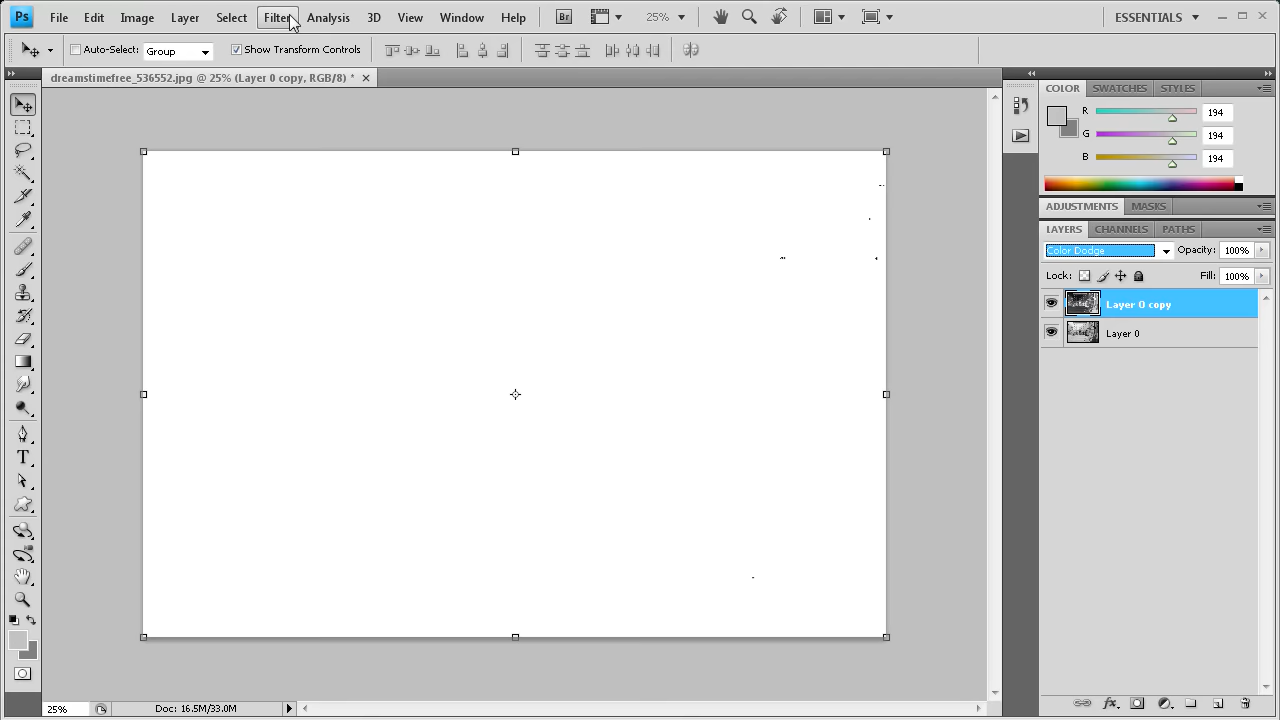 Ps File Edit Image Layer Select Filter Analysis 3D View Window Help Br 25% ESSENTIALS
Auto-Select: Group Show Transform Controls
dreamstimefree_536552.jpg @ 25% (Layer 0 copy, RGB/8) *
COLOR SWATCHES STYLES
R 194
G 194
B 194
ADJUSTMENTS MASKS
LAYERS CHANNELS PATHS
Color Dodge Opacity: 100%
Lock: Fill: 100%
Layer 0 copy
Layer 0
T
fx
25% Doc: 16.5M/33.0M